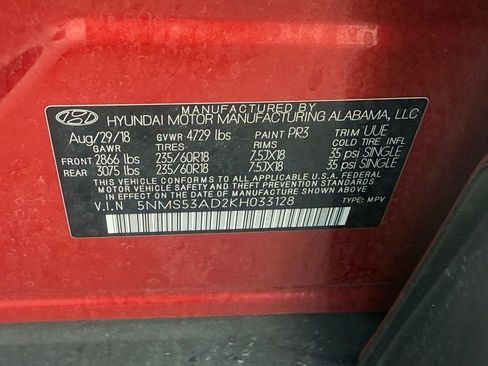 MANUFACTURED BY
HYUNDAI MOTOR MANUFACTURING ALABAMA, LLC
Aug/29/18 GVWR 4729 lbs PAINT PR3 TRIM UUE
GAWR TIRES RIMS COLD TIRE INFL
FRONT 2866 lbs 235/60R18 7.5JX18 35 psi SINGLE
REAR 3075 lbs 235/60R18 7.5JX18 35 psi SINGLE
THIS VEHICLE CONFORMS TO ALL APPLICABLE U.S.A. FEDERAL
MOTOR VEHICLE SAFETY AND THEFT PREVENTION STANDARDS
IN EFFECT ON THE DATE OF MANUFACTURE SHOWN ABOVE.
V.I.N 5NMS53AD2KH033128 TYPE: MPV